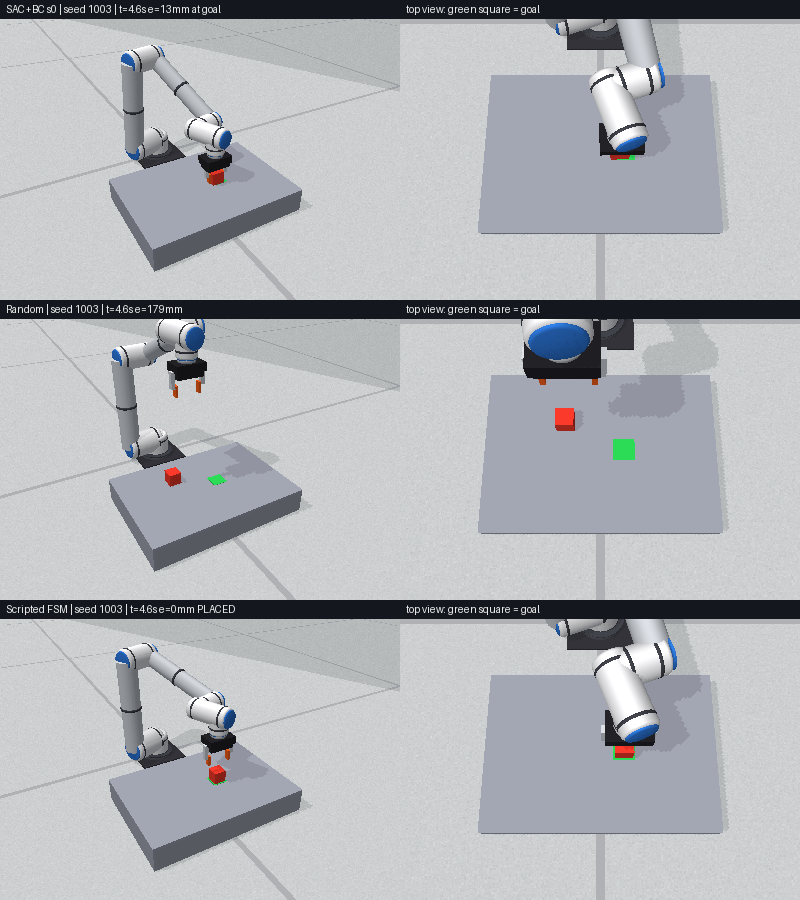 SAC+BC s0 | seed 1003 | t=4.6s e=13mm at goal
top view: green square = goal
Random | seed 1003 | t=4.6s e=179mm
top view: green square = goal
Scripted FSM | seed 1003 | t=4.6s e=0mm PLACED
top view: green square = goal